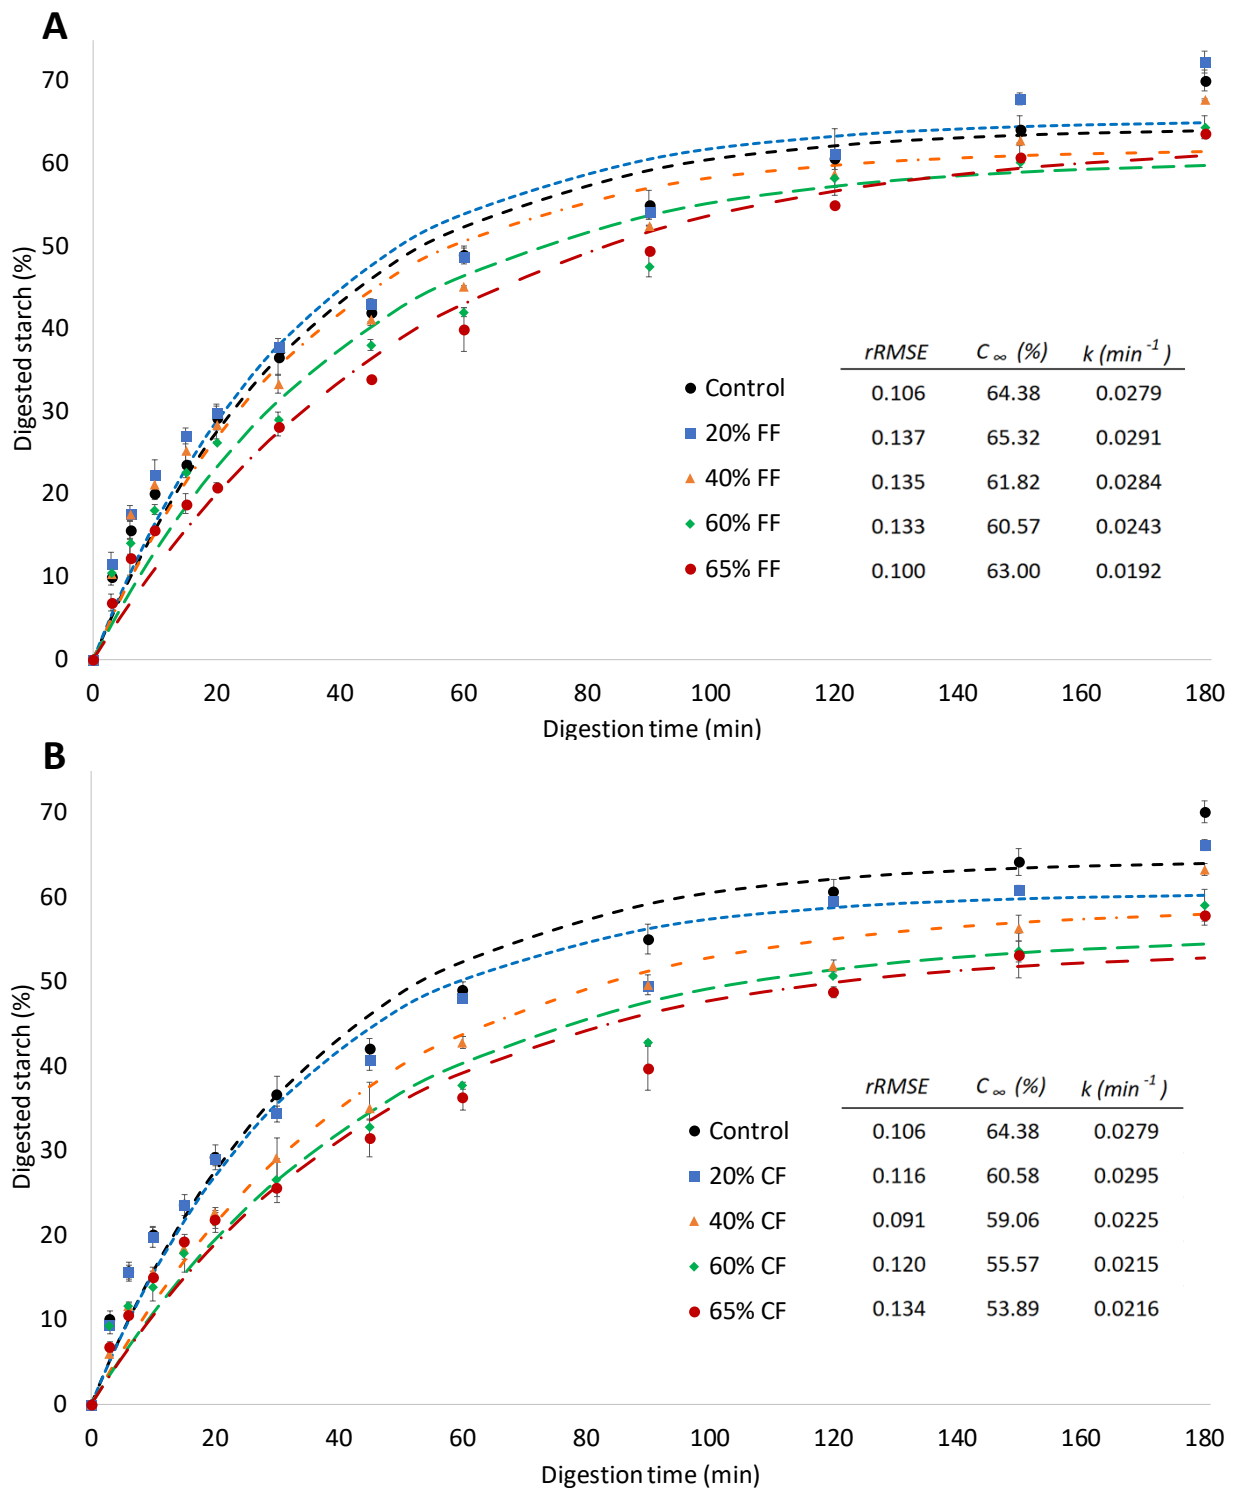 A
70
60
50
40
30
20
10
0
Digested starch (%)
rRMSE C∞ (%) k (min-1)
Control 0.106 64.38 0.0279
20% FF 0.137 65.32 0.0291
40% FF 0.135 61.82 0.0284
60% FF 0.133 60.57 0.0243
65% FF 0.100 63.00 0.0192
0 20 40 60 80 100 120 140 160 180
Digestion time (min)
B
70
60
50
40
30
20
10
0
Digested starch (%)
rRMSE C∞ (%) k (min-1)
Control 0.106 64.38 0.0279
20% CF 0.116 60.58 0.0295
40% CF 0.091 59.06 0.0225
60% CF 0.120 55.57 0.0215
65% CF 0.134 53.89 0.0216
0 20 40 60 80 100 120 140 160 180
Digestion time (min)